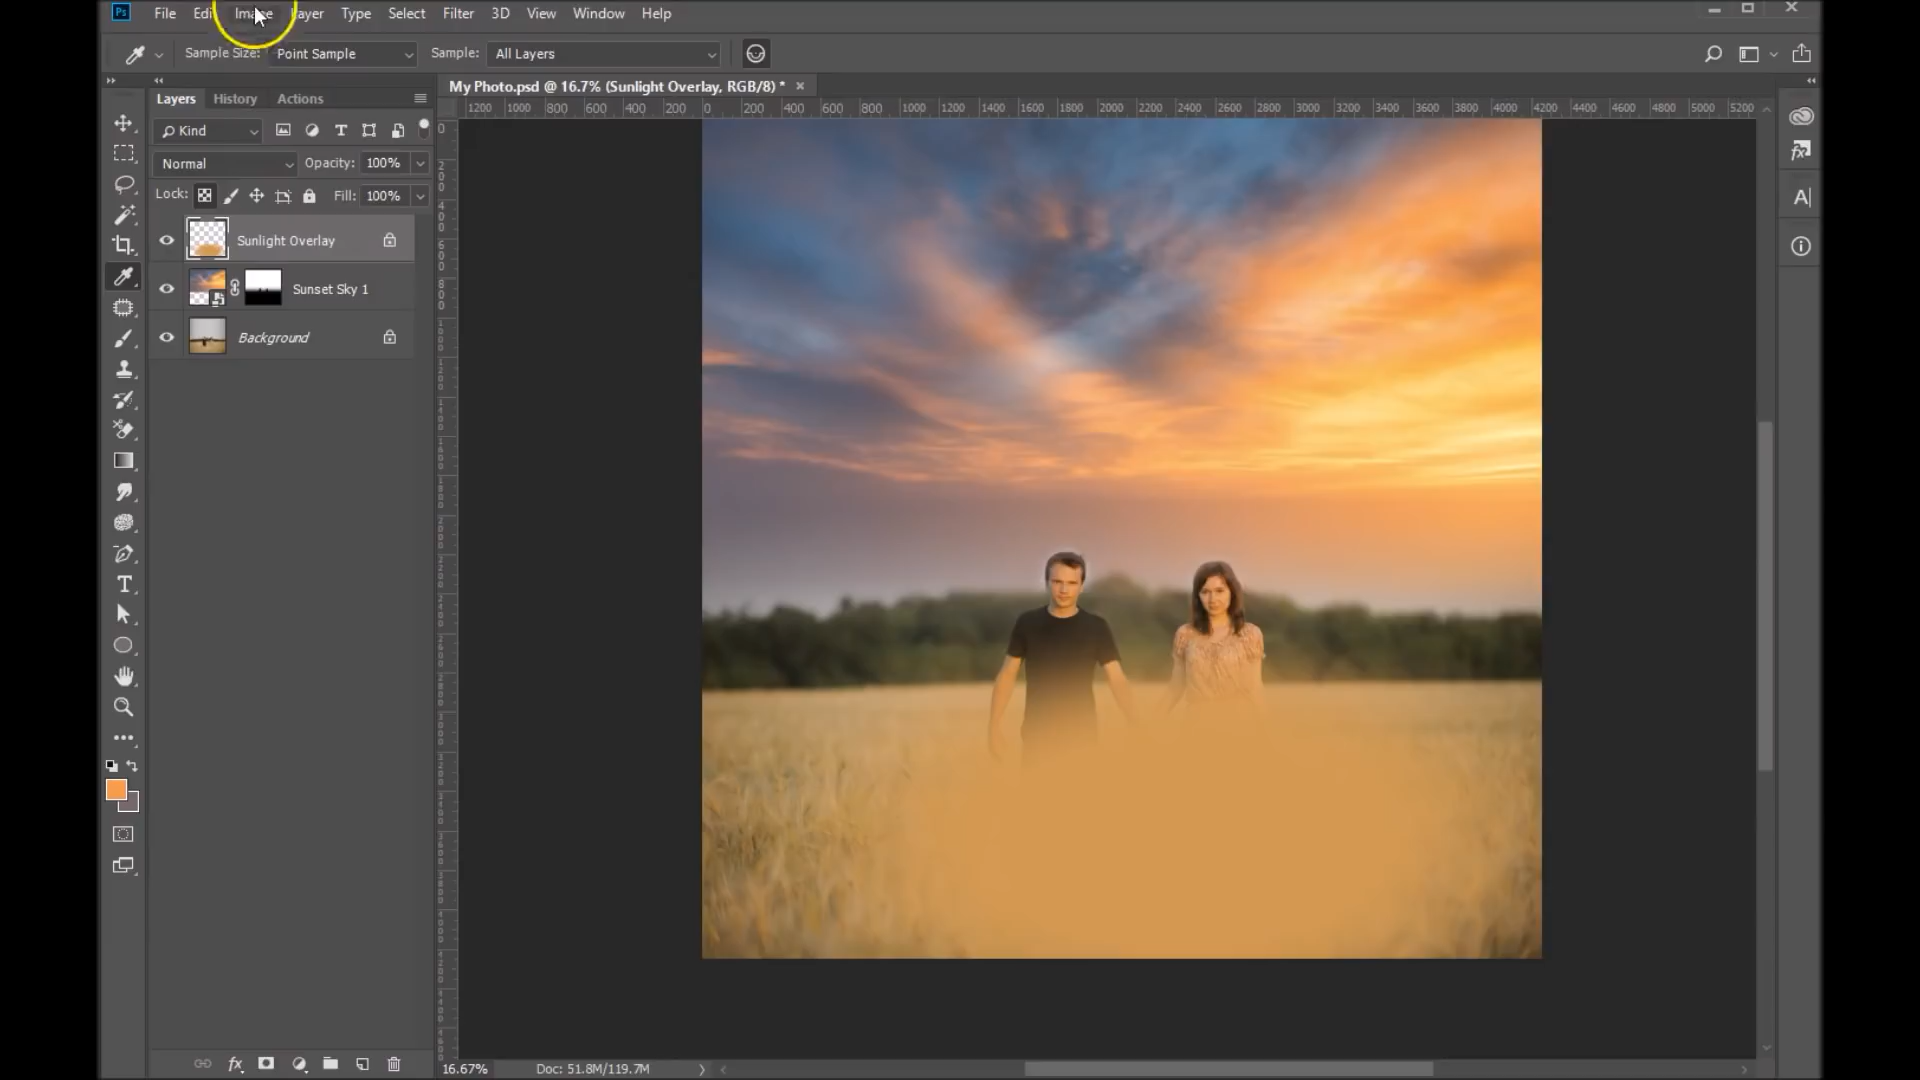 Ps File Edi Image Layer Type Select Filter 3D View Window Help
Sample Size: Point Sample Sample: All Layers
My Photo.psd @ 16.7% (Sunlight Overlay, RGB/8) * ×
Layers History Actions
1200 1000 800 600 400 200 0 200 400 600 800 1000 1200 1400 1600 1800 2000 2200 2400 2600 2800 3000 3200 3400 3600 3800 4000 4200 4400 4600 4800 5000 5200
Kind
Normal Opacity: 100%
Lock: Fill: 100%
Sunlight Overlay
Sunset Sky 1
Background
16.67% Doc: 51.8M/119.7M